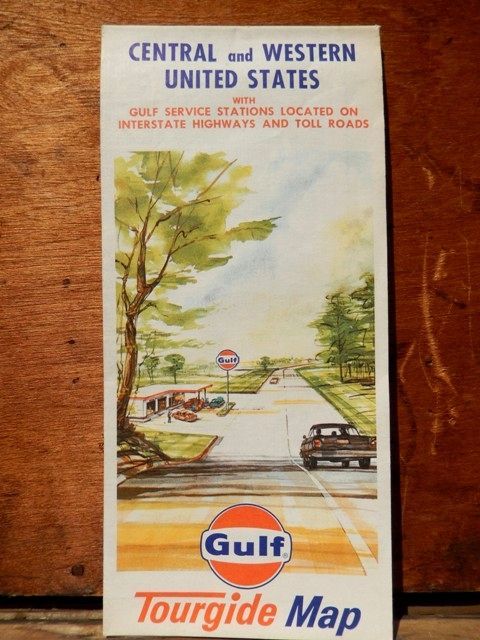 CENTRAL and WESTERN
UNITED STATES
WITH
GULF SERVICE STATIONS LOCATED ON
INTERSTATE HIGHWAYS AND TOLL ROADS
Gulf
Gulf®
Tourgide Map